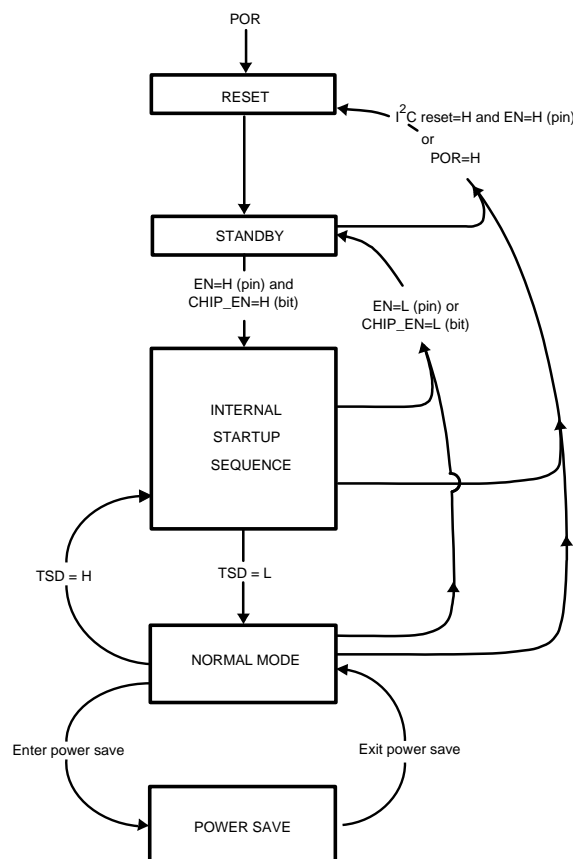 POR
RESET
I²C reset=H and EN=H (pin)
or
POR=H
STANDBY
EN=H (pin) and
CHIP_EN=H (bit)
EN=L (pin) or
CHIP_EN=L (bit)
INTERNAL
STARTUP
SEQUENCE
TSD = H
TSD = L
NORMAL MODE
Enter power save
Exit power save
POWER SAVE